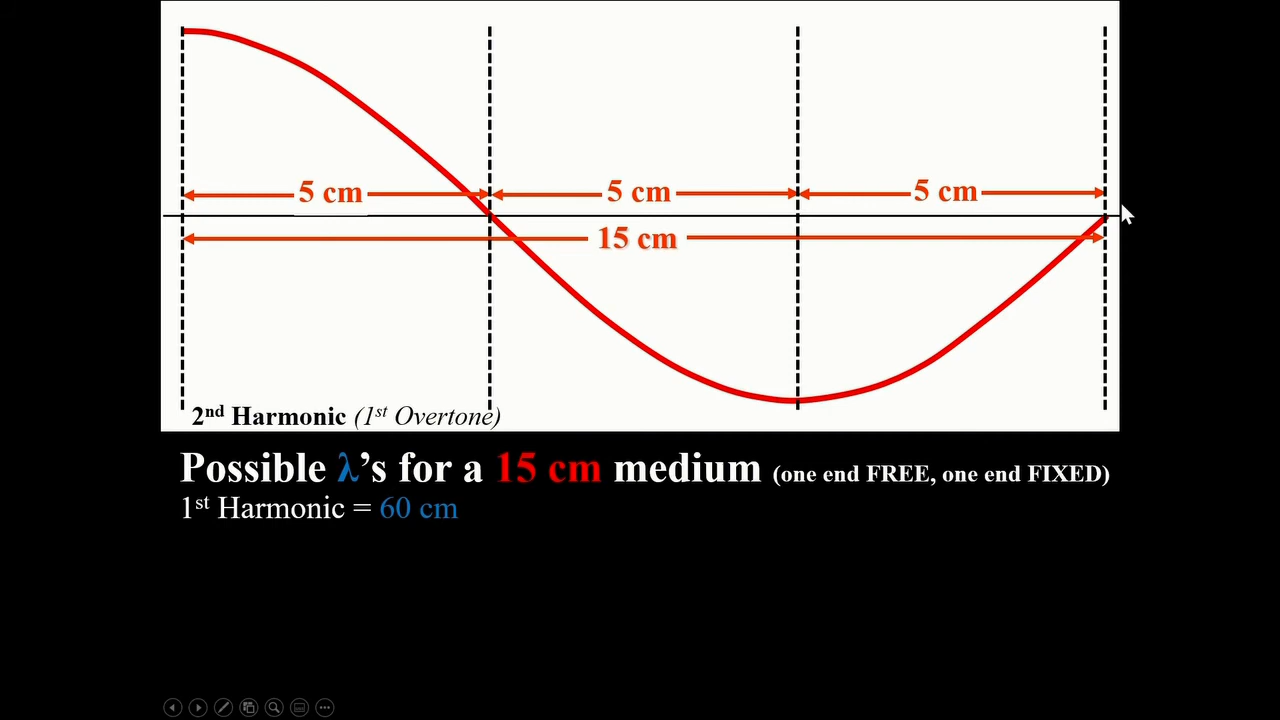 5 cm 5 cm 5 cm
15 cm
2nd Harmonic (1st Overtone)
Possible λ's for a 15 cm medium (one end FREE, one end FIXED)
1st Harmonic = 60 cm